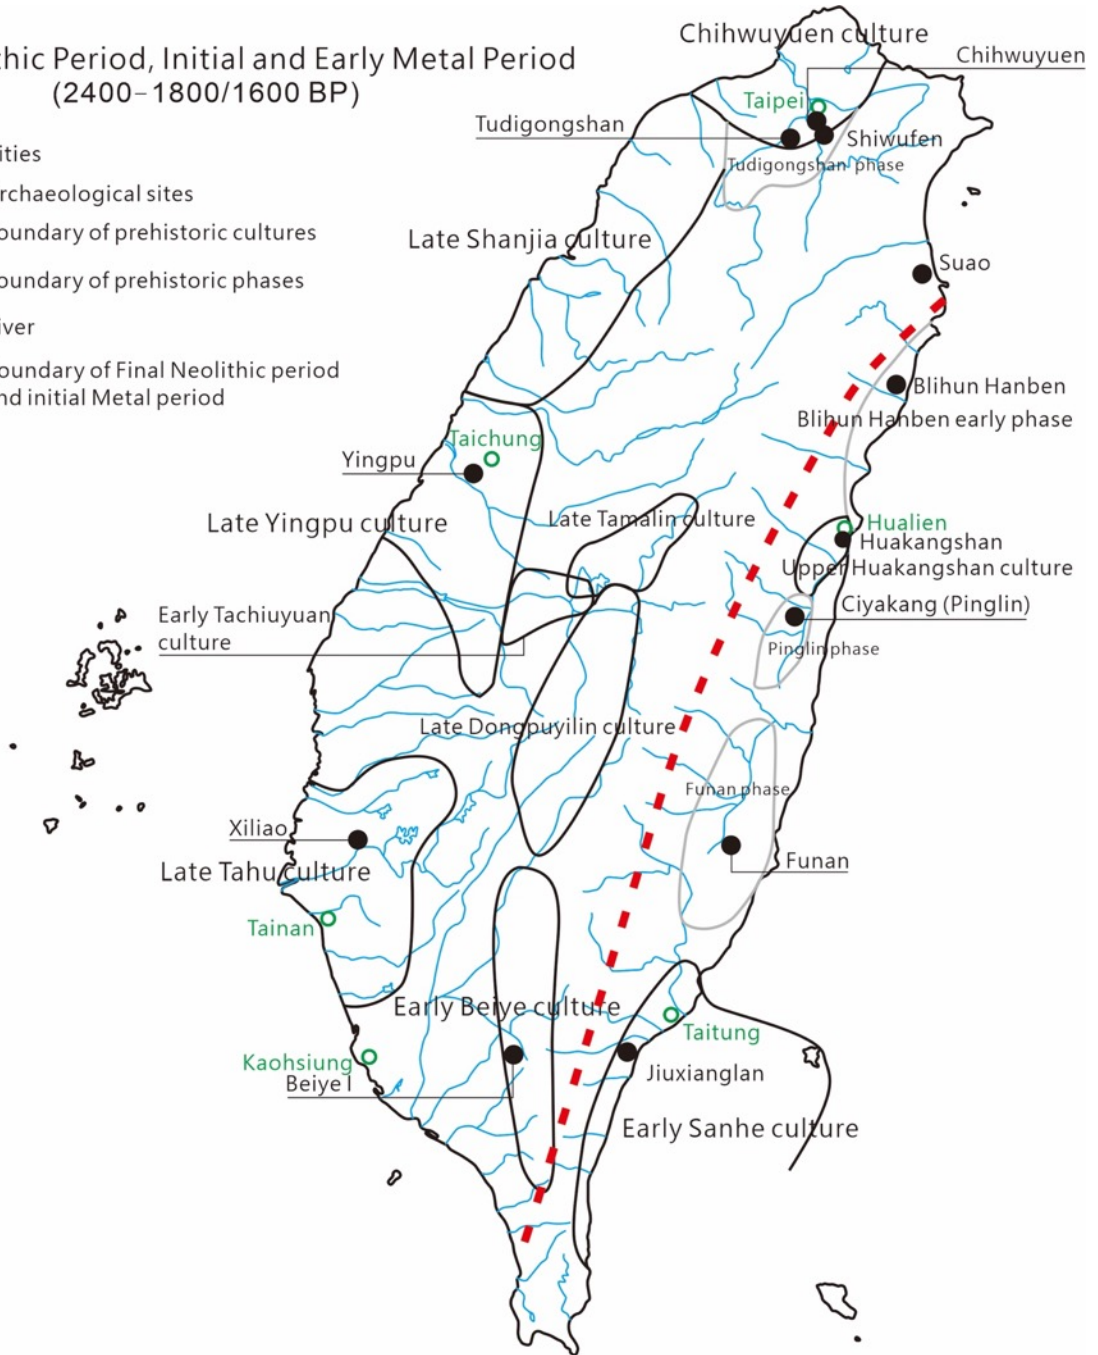 thic Period, Initial and Early Metal Period
(2400–1800/1600 BP)
ities
rchaeological sites
oundary of prehistoric cultures
oundary of prehistoric phases
iver
oundary of Final Neolithic period
nd initial Metal period
Chihwuyuen culture
Chihwuyuen
Taipei
Tudigongshan
Shiwufen
Tudigongshan phase
Late Shanjia culture
Suao
Blihun Hanben
Blihun Hanben early phase
Taichung
Yingpu
Late Yingpu culture
Late Tamalin culture
Hualien
Huakangshan
Upper Huakangshan culture
Early Tachiuyuan
culture
Ciyakang (Pinglin)
Pinglin phase
Late Dongpuyilin culture
Funan phase
Xiliao
Funan
Late Tahu culture
Tainan
Early Beiye culture
Taitung
Kaohsiung
Beiye I
Jiuxianglan
Early Sanhe culture